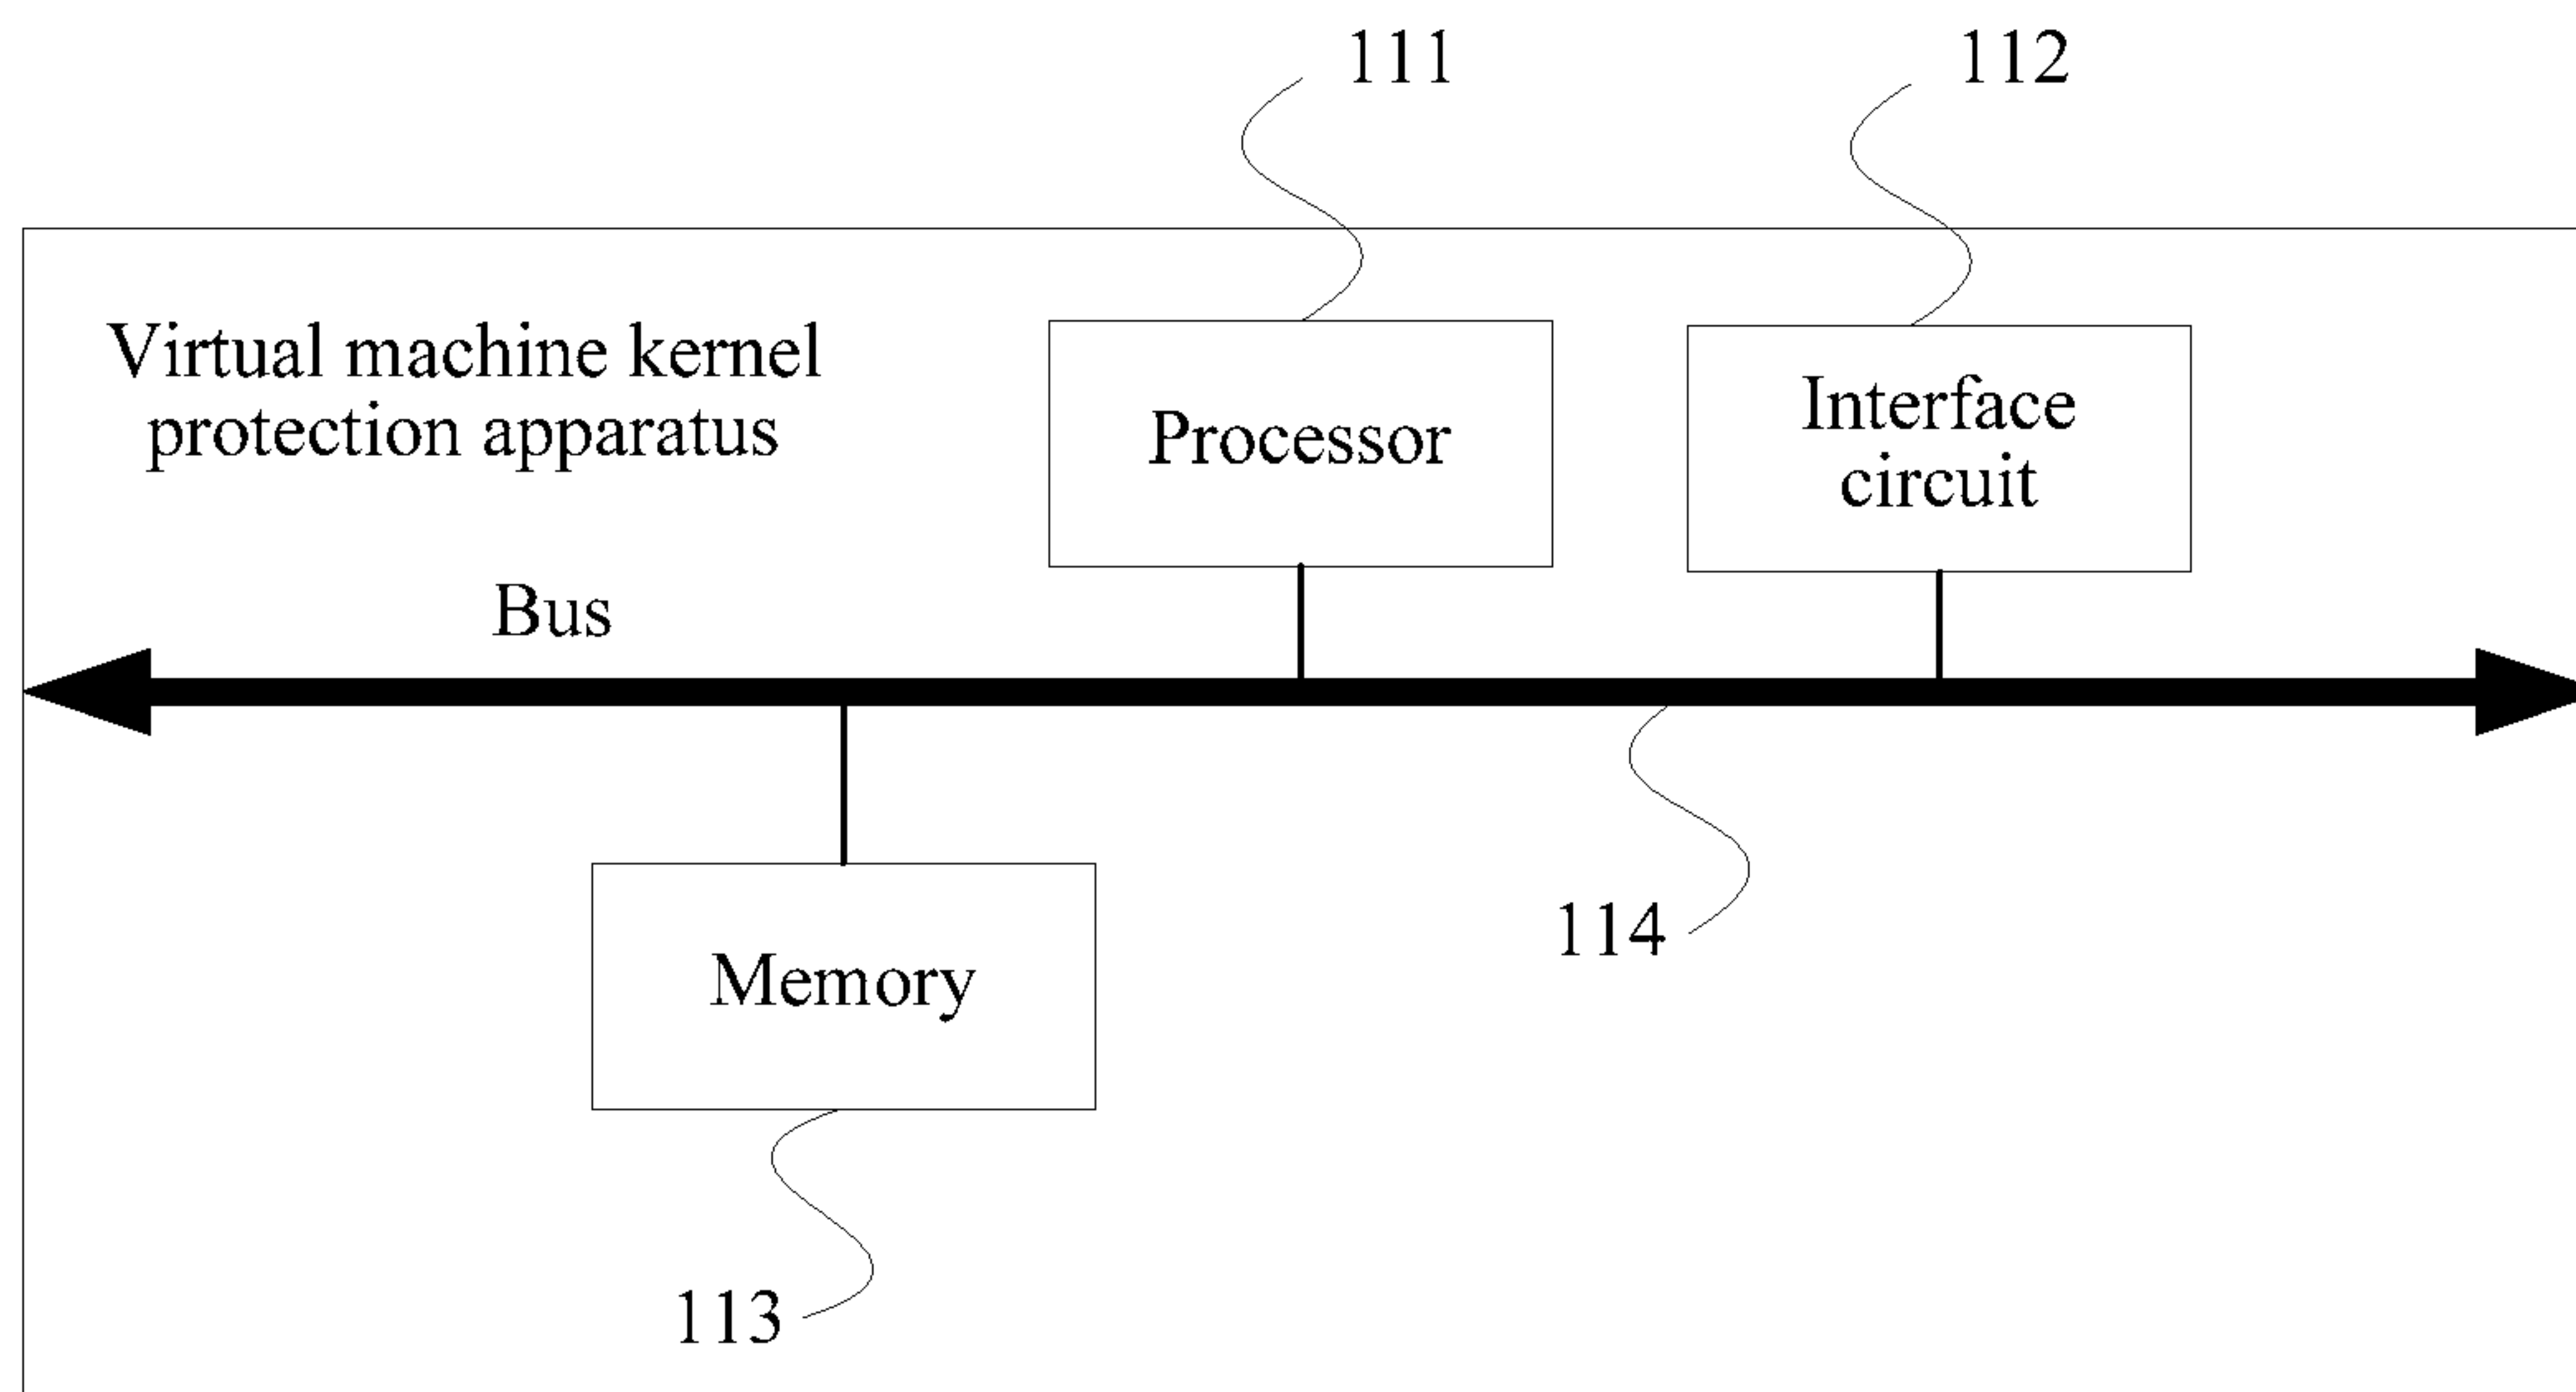 111
112
Virtual machine kernel
protection apparatus
Processor
Interface
circuit
Bus
114
Memory
113